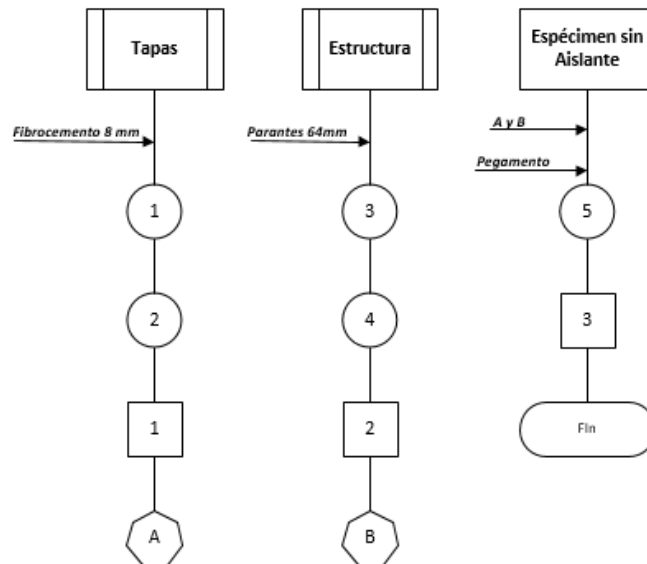 Tapas
Fibrocemento 8 mm
1
2
1
A
Estructura
Parantes 64mm
3
4
2
B
Espécimen sin
Aislante
A y B
Pegamento
5
3
FIn